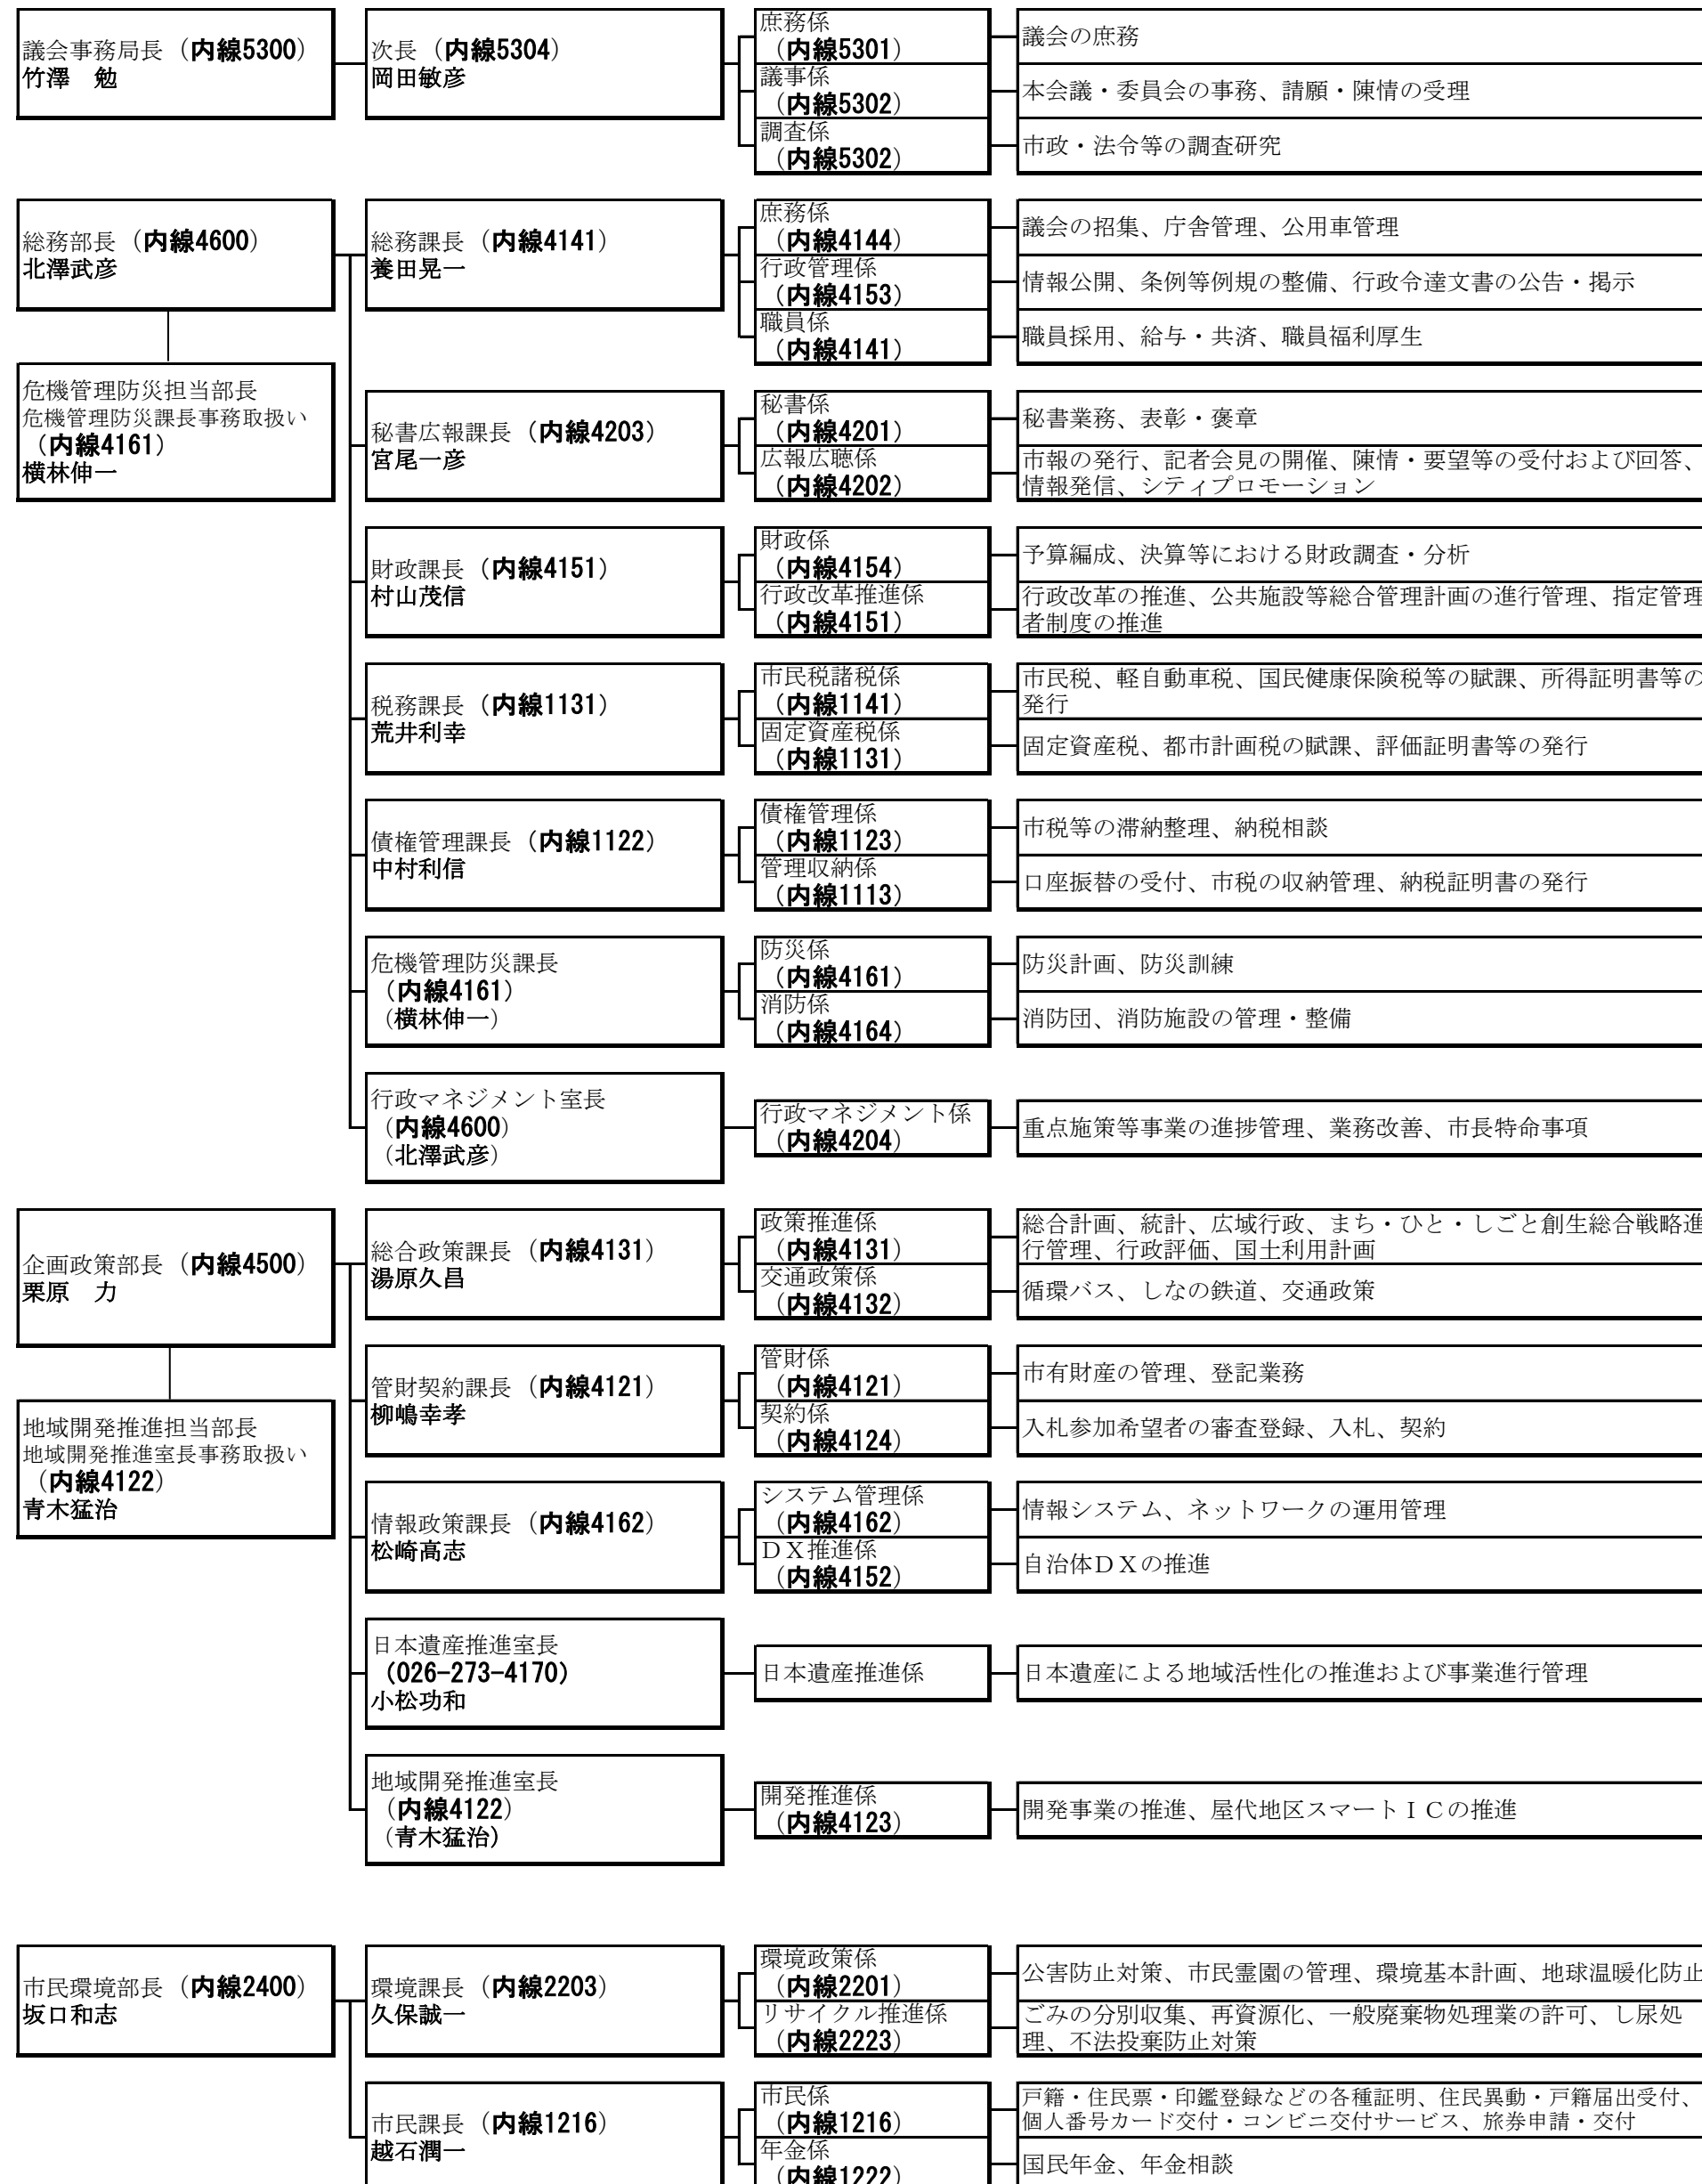 議会事務局長（内線5300）
竹澤　勉
次長（内線5304）
岡田敏彦
庶務係
（内線5301）
議会の庶務
議事係
（内線5302）
本会議・委員会の事務、請願・陳情の受理
調査係
（内線5302）
市政・法令等の調査研究
総務部長（内線4600）
北澤武彦
危機管理防災担当部長
危機管理防災課長事務取扱い
（内線4161）
横林伸一
総務課長（内線4141）
養田晃一
庶務係
（内線4144）
議会の招集、庁舎管理、公用車管理
行政管理係
（内線4153）
情報公開、条例等例規の整備、行政令達文書の公告・掲示
職員係
（内線4141）
職員採用、給与・共済、職員福利厚生
秘書広報課長（内線4203）
宮尾一彦
秘書係
（内線4201）
秘書業務、表彰・褒章
広報広聴係
（内線4202）
市報の発行、記者会見の開催、陳情・要望等の受付および回答、
情報発信、シティプロモーション
財政課長（内線4151）
村山茂信
財政係
（内線4154）
予算編成、決算等における財政調査・分析
行政改革推進係
（内線4151）
行政改革の推進、公共施設等総合管理計画の進行管理、指定管理
者制度の推進
税務課長（内線1131）
荒井利幸
市民税諸税係
（内線1141）
市民税、軽自動車税、国民健康保険税等の賦課、所得証明書等の
発行
固定資産税係
（内線1131）
固定資産税、都市計画税の賦課、評価証明書等の発行
債権管理課長（内線1122）
中村利信
債権管理係
（内線1123）
市税等の滞納整理、納税相談
管理収納係
（内線1113）
口座振替の受付、市税の収納管理、納税証明書の発行
危機管理防災課長
（内線4161）
（横林伸一）
防災係
（内線4161）
防災計画、防災訓練
消防係
（内線4164）
消防団、消防施設の管理・整備
行政マネジメント室長
（内線4600）
（北澤武彦）
行政マネジメント係
（内線4204）
重点施策等事業の進捗管理、業務改善、市長特命事項
企画政策部長（内線4500）
栗原　力
地域開発推進担当部長
地域開発推進室長事務取扱い
（内線4122）
青木猛治
総合政策課長（内線4131）
湯原久昌
政策推進係
（内線4131）
総合計画、統計、広域行政、まち・ひと・しごと創生総合戦略進
行管理、行政評価、国土利用計画
交通政策係
（内線4132）
循環バス、しなの鉄道、交通政策
管財契約課長（内線4121）
柳嶋幸孝
管財係
（内線4121）
市有財産の管理、登記業務
契約係
（内線4124）
入札参加希望者の審査登録、入札、契約
情報政策課長（内線4162）
松崎高志
システム管理係
（内線4162）
情報システム、ネットワークの運用管理
ＤＸ推進係
（内線4152）
自治体ＤＸの推進
日本遺産推進室長
（026-273-4170）
小松功和
日本遺産推進係
日本遺産による地域活性化の推進および事業進行管理
地域開発推進室長
（内線4122）
（青木猛治）
開発推進係
（内線4123）
開発事業の推進、屋代地区スマートＩＣの推進
市民環境部長（内線2400）
坂口和志
環境課長（内線2203）
久保誠一
環境政策係
（内線2201）
公害防止対策、市民霊園の管理、環境基本計画、地球温暖化防止
リサイクル推進係
（内線2223）
ごみの分別収集、再資源化、一般廃棄物処理業の許可、し尿処
理、不法投棄防止対策
市民課長（内線1216）
越石潤一
市民係
（内線1216）
戸籍・住民票・印鑑登録などの各種証明、住民異動・戸籍届出受付、
個人番号カード交付・コンビニ交付サービス、旅券申請・交付
年金係
（内線1222）
国民年金、年金相談